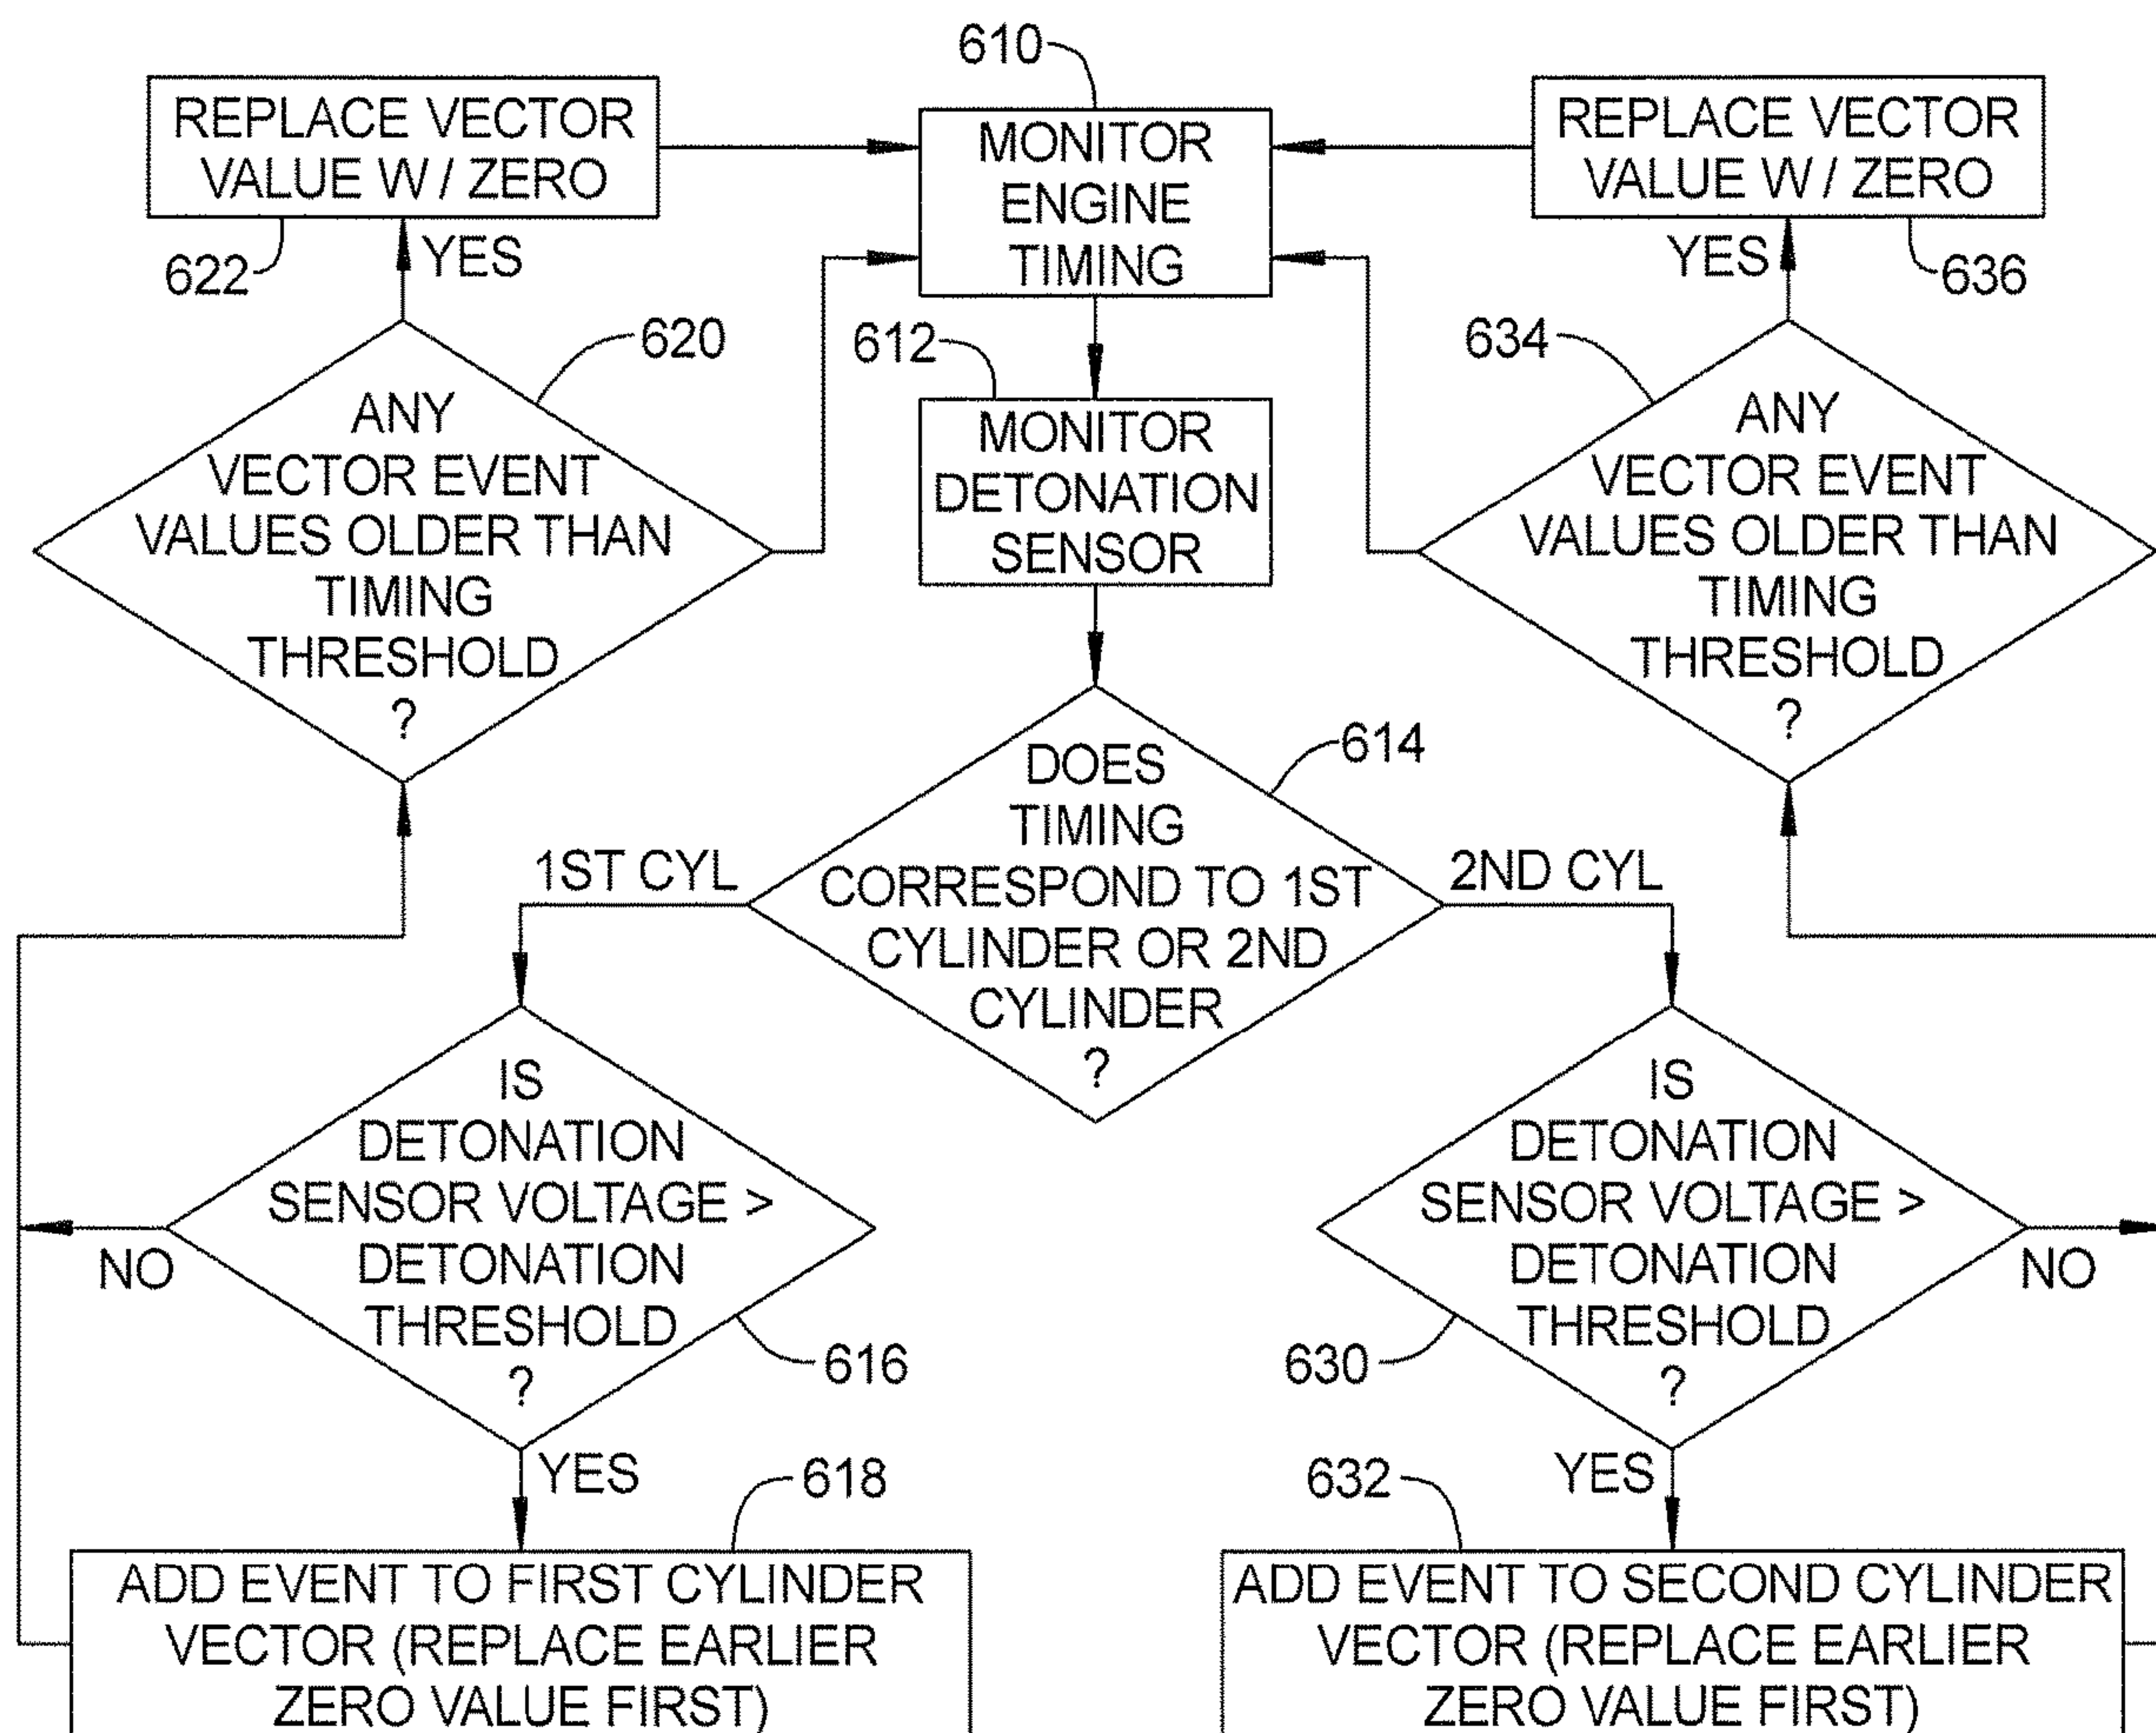 610
REPLACE VECTOR
VALUE W / ZERO
622
YES
MONITOR
ENGINE
TIMING
REPLACE VECTOR
VALUE W / ZERO
YES
636
620
ANY
VECTOR EVENT
VALUES OLDER THAN
TIMING
THRESHOLD
?
612
MONITOR
DETONATION
SENSOR
634
ANY
VECTOR EVENT
VALUES OLDER THAN
TIMING
THRESHOLD
?
614
DOES
TIMING
CORRESPOND TO 1ST
CYLINDER OR 2ND
CYLINDER
?
1ST CYL
2ND CYL
IS
DETONATION
SENSOR VOLTAGE >
DETONATION
THRESHOLD
?
NO
616
YES
IS
DETONATION
SENSOR VOLTAGE >
DETONATION
THRESHOLD
?
NO
630
YES
618
ADD EVENT TO FIRST CYLINDER
VECTOR (REPLACE EARLIER
ZERO VALUE FIRST)
632
ADD EVENT TO SECOND CYLINDER
VECTOR (REPLACE EARLIER
ZERO VALUE FIRST)